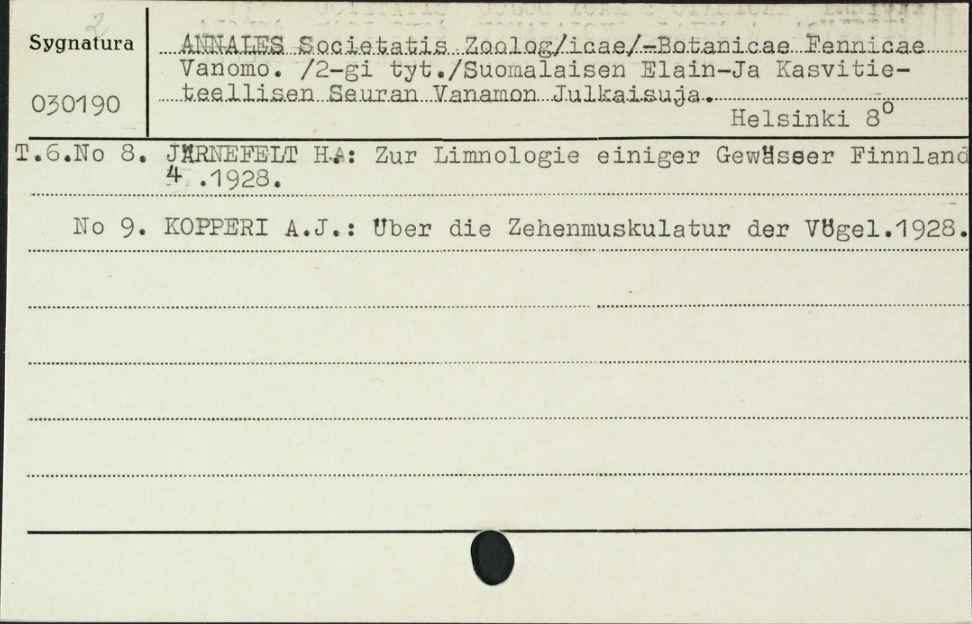 2
Sygnatura
030190
ANNALES Societatis Zoolog/icae/-Botanicae Fennicae
Vanomo. /2-gi tyt./Suomalaisen Elain-Ja Kasvitie-
teellisen Seuran Vanamon Julkaisuja.
Helsinki 8°
T.6.No 8. JÄRNEFELT H.: Zur Limnologie einiger Gewässer Finnland
4 .1928.
No 9. KOPPERI A.J.: Über die Zehenmuskulatur der Vögel.1928.